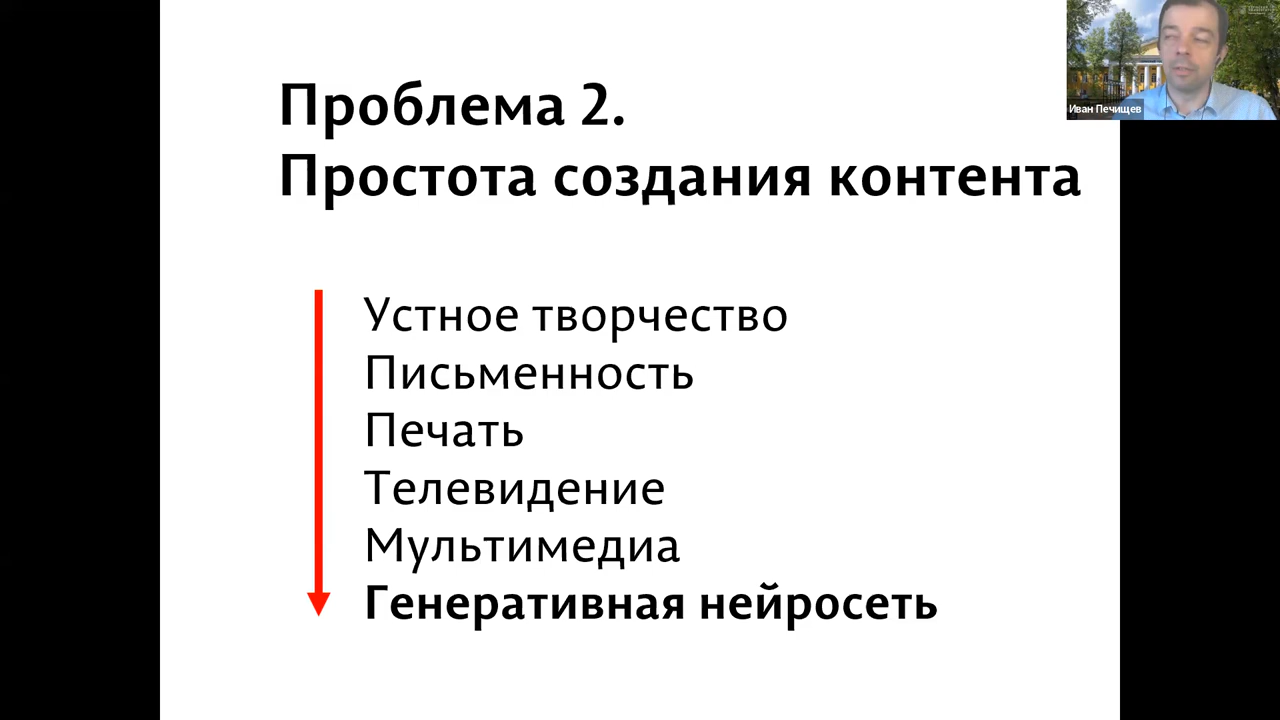 Проблема 2.
Простота создания контента
Устное творчество
Письменность
Печать
Телевидение
Мультимедиа
Генеративная нейросеть
Иван Печищев